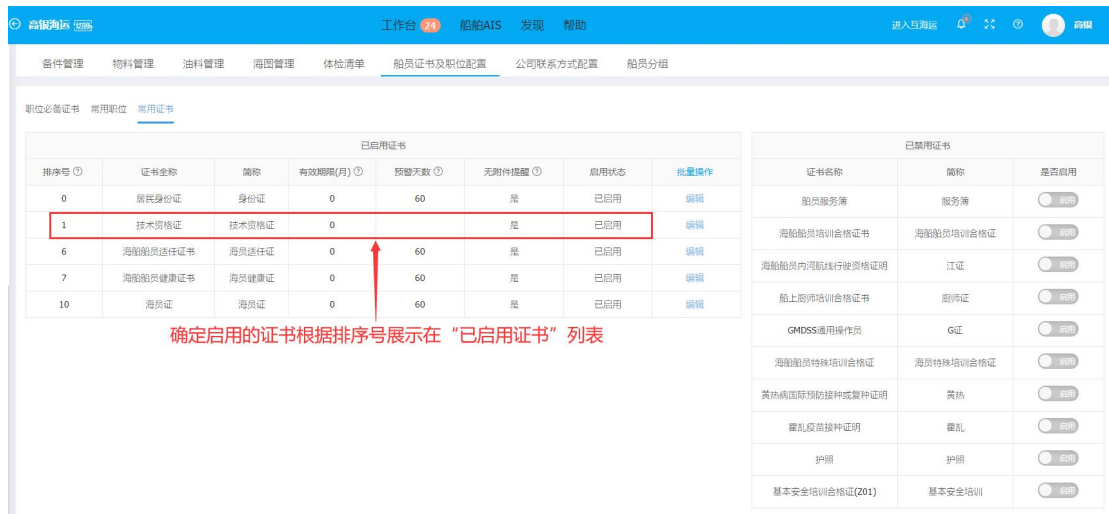 高银海运 切换 工作台 24 船舶AIS 发现 帮助 进入互海运 高银
备件管理 物料管理 油料管理 海图管理 体检清单 船员证书及职位配置 公司联系方式配置 船员分组
职位必备证书 常用职位 常用证书
已启用证书
排序号 证书全称 简称 有效期限(月) 预警天数 无附件提醒 启用状态 批量操作
0 居民身份证 身份证 0 60 是 已启用 编辑
1 技术资格证 技术资格证 0 是 已启用 编辑
6 海船船员适任证书 海员适任证 0 60 是 已启用 编辑
7 海船船员健康证书 海员健康证 0 60 是 已启用 编辑
10 海员证 海员证 0 60 是 已启用 编辑
确定启用的证书根据排序号展示在“已启用证书”列表
已禁用证书
证书名称 简称 是否启用
船员服务簿 服务簿 启用
海船船员培训合格证书 海船船员培训合格证 启用
海船船员内河航线行驶资格证明 江证 启用
船上厨师培训合格证书 厨师证 启用
GMDSS通用操作员 G证 启用
海船船员特殊培训合格证 海员特殊培训合格证 启用
黄热病国际预防接种或复种证明 黄热 启用
霍乱疫苗接种证明 霍乱 启用
护照 护照 启用
基本安全培训合格证(Z01) 基本安全培训 启用